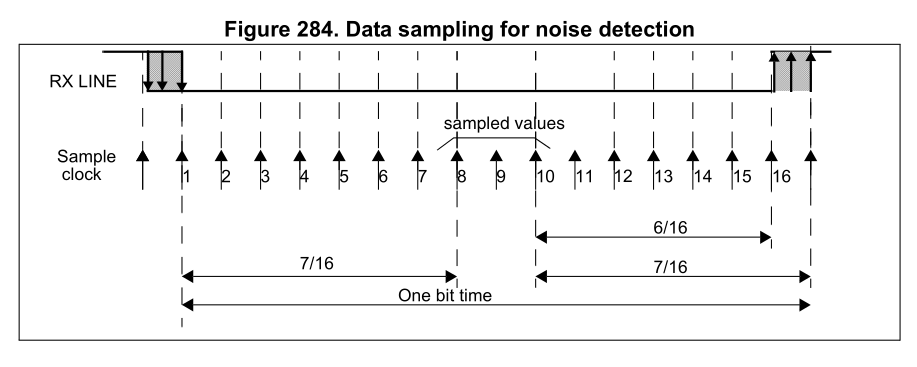 Figure 284. Data sampling for noise detection
RX LINE
sampled values
Sample
clock
1 2 3 4 5 6 7 8 9 10 11 12 13 14 15 16
6/16
7/16 7/16
One bit time